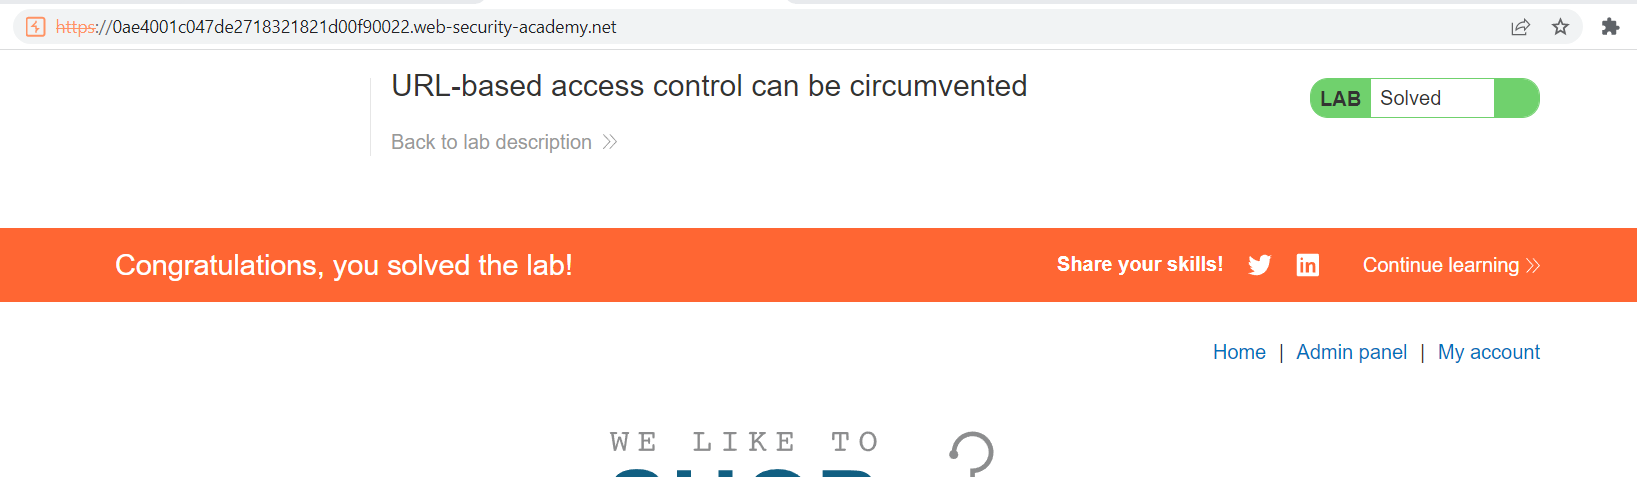 https://0ae4001c047de2718321821d00f90022.web-security-academy.net
URL-based access control can be circumvented
LAB Solved
Back to lab description
Congratulations, you solved the lab!
Share your skills! Continue learning
Home | Admin panel | My account
WE LIKE TO
SHOP